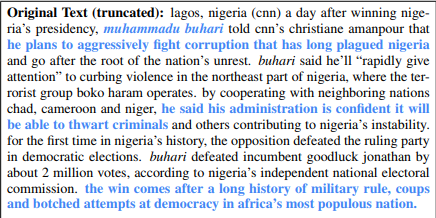 Original Text (truncated): lagos, nigeria (cnn) a day after winning nige-
ria's presidency, muhammadu buhari told cnn's christiane amanpour that
he plans to aggressively fight corruption that has long plagued nigeria
and go after the root of the nation's unrest. buhari said he'll "rapidly give
attention" to curbing violence in the northeast part of nigeria, where the ter-
rorist group boko haram operates. by cooperating with neighboring nations
chad, cameroon and niger, he said his administration is confident it will
be able to thwart criminals and others contributing to nigeria's instability.
for the first time in nigeria's history, the opposition defeated the ruling party
in democratic elections. buhari defeated incumbent goodluck jonathan by
about 2 million votes, according to nigeria's independent national electoral
commission. the win comes after a long history of military rule, coups
and botched attempts at democracy in africa's most populous nation.